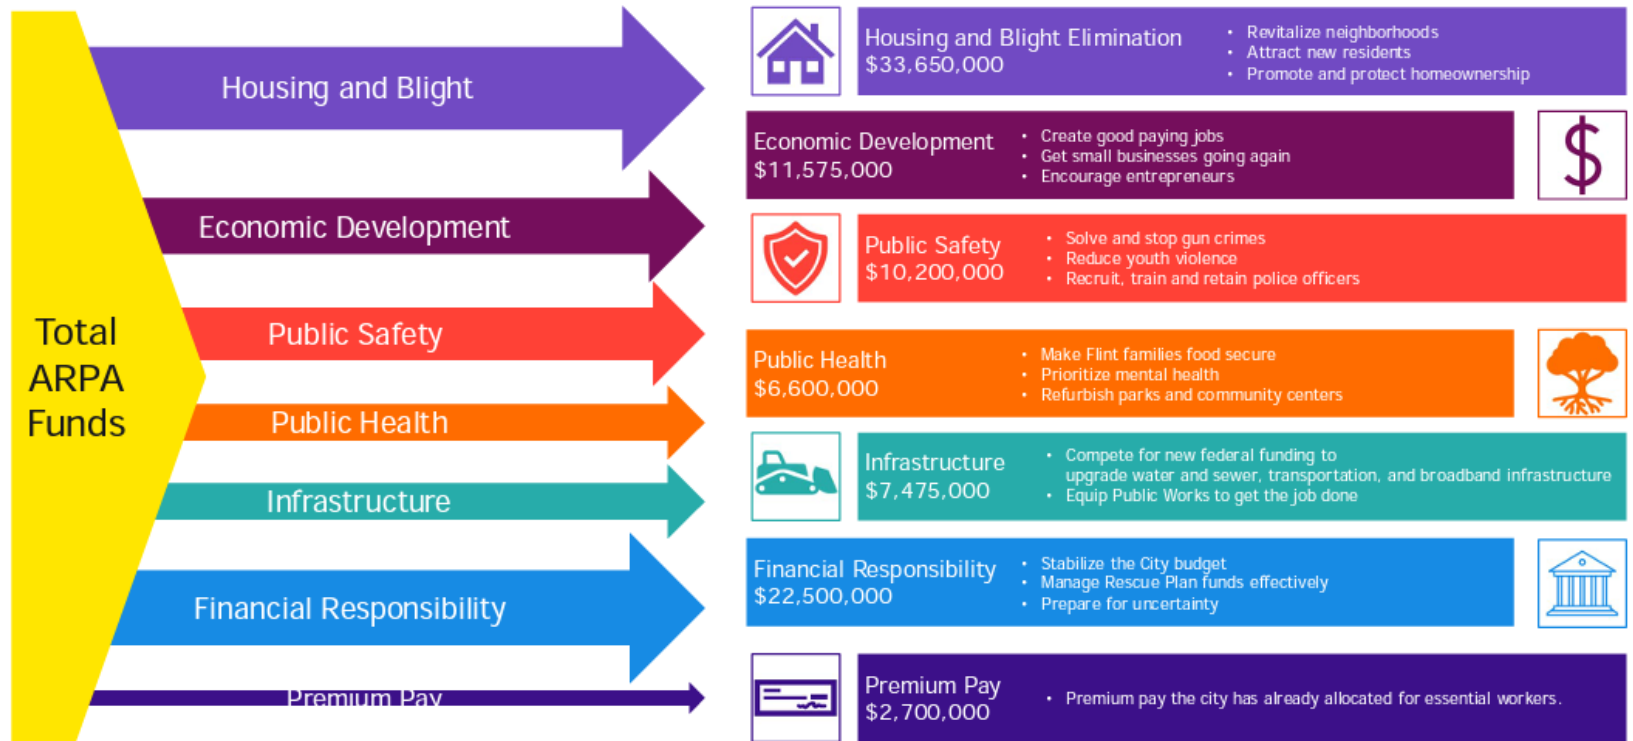 Total
ARPA
Funds
Housing and Blight
Economic Development
Public Safety
Public Health
Infrastructure
Financial Responsibility
Premium Pay
Housing and Blight Elimination
$33,650,000
• Revitalize neighborhoods
• Attract new residents
• Promote and protect homeownership
Economic Development
$11,575,000
• Create good paying jobs
• Get small businesses going again
• Encourage entrepreneurs
$
Public Safety
$10,200,000
• Solve and stop gun crimes
• Reduce youth violence
• Recruit, train and retain police officers
Public Health
$6,600,000
• Make Flint families food secure
• Prioritize mental health
• Refurbish parks and community centers
Infrastructure
$7,475,000
• Compete for new federal funding to
upgrade water and sewer, transportation, and broadband infrastructure
• Equip Public Works to get the job done
Financial Responsibility
$22,500,000
• Stabilize the City budget
• Manage Rescue Plan funds effectively
• Prepare for uncertainty
Premium Pay
$2,700,000
• Premium pay the city has already allocated for essential workers.